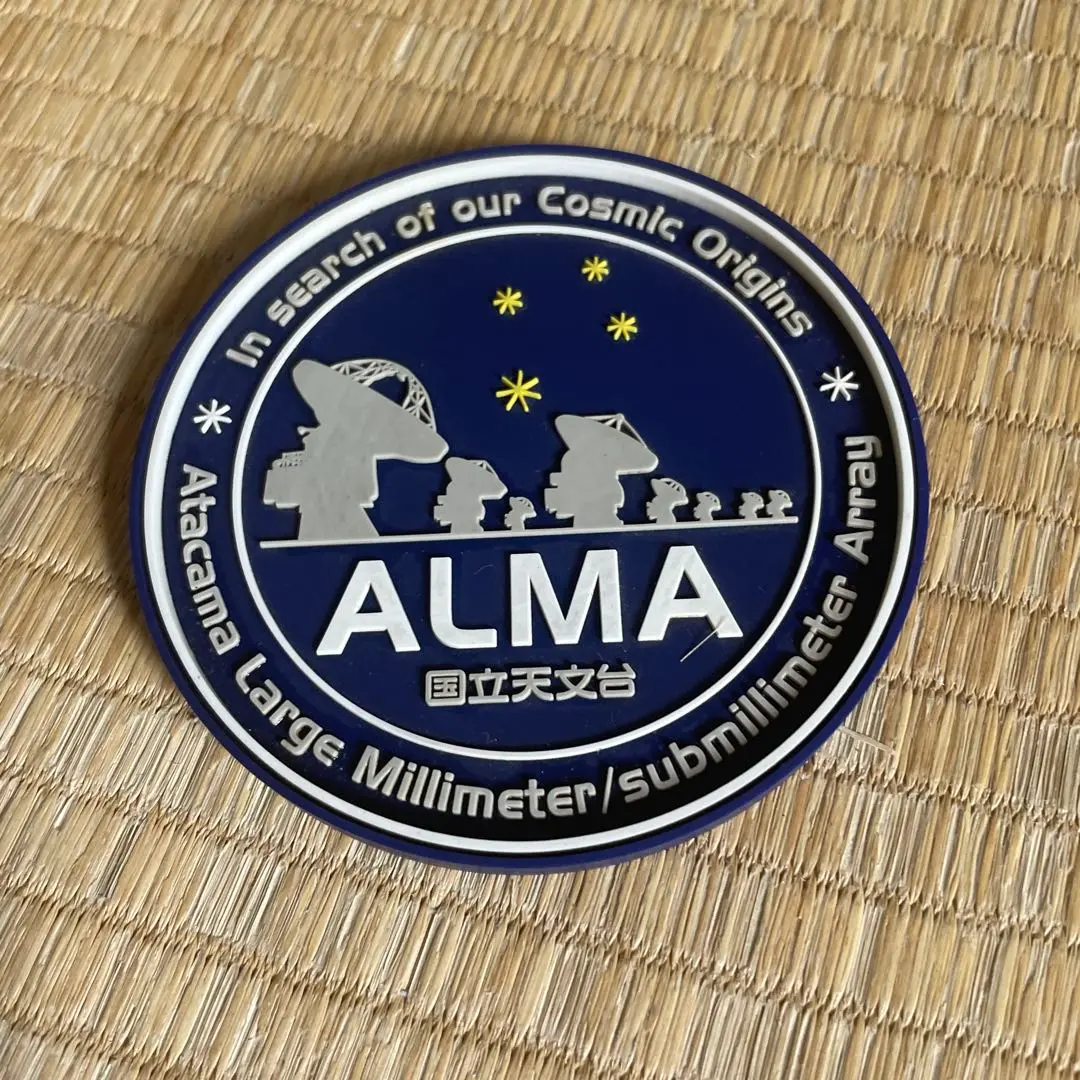 In search of our Cosmic Origins
ALMA
国立天文台
Atacama Large Millimeter/submillimeter Array